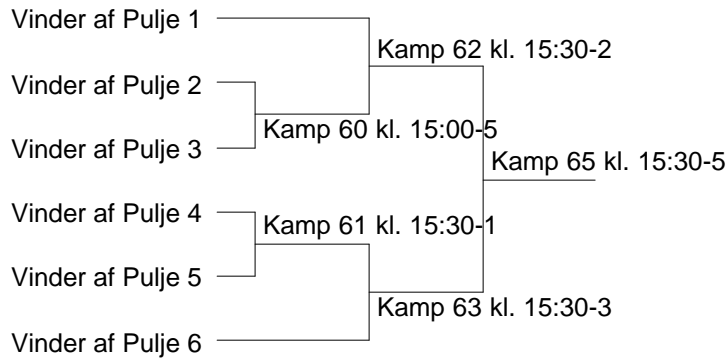 Vinder af Pulje 1
Kamp 62 kl. 15:30-2
Vinder af Pulje 2
Kamp 60 kl. 15:00-5
Vinder af Pulje 3
Kamp 65 kl. 15:30-5
Vinder af Pulje 4
Kamp 61 kl. 15:30-1
Vinder af Pulje 5
Kamp 63 kl. 15:30-3
Vinder af Pulje 6